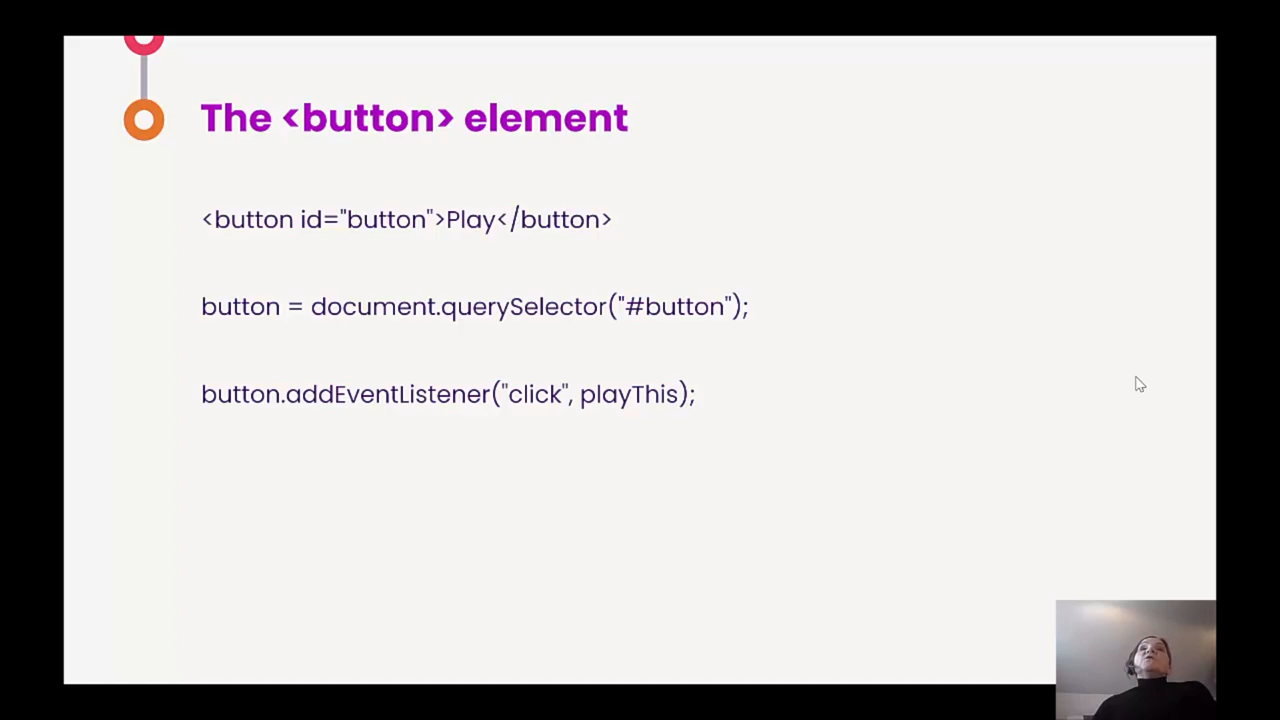 The <button> element
<button id="button">Play</button>
button = document.querySelector("#button");
button.addEventListener("click", playThis);